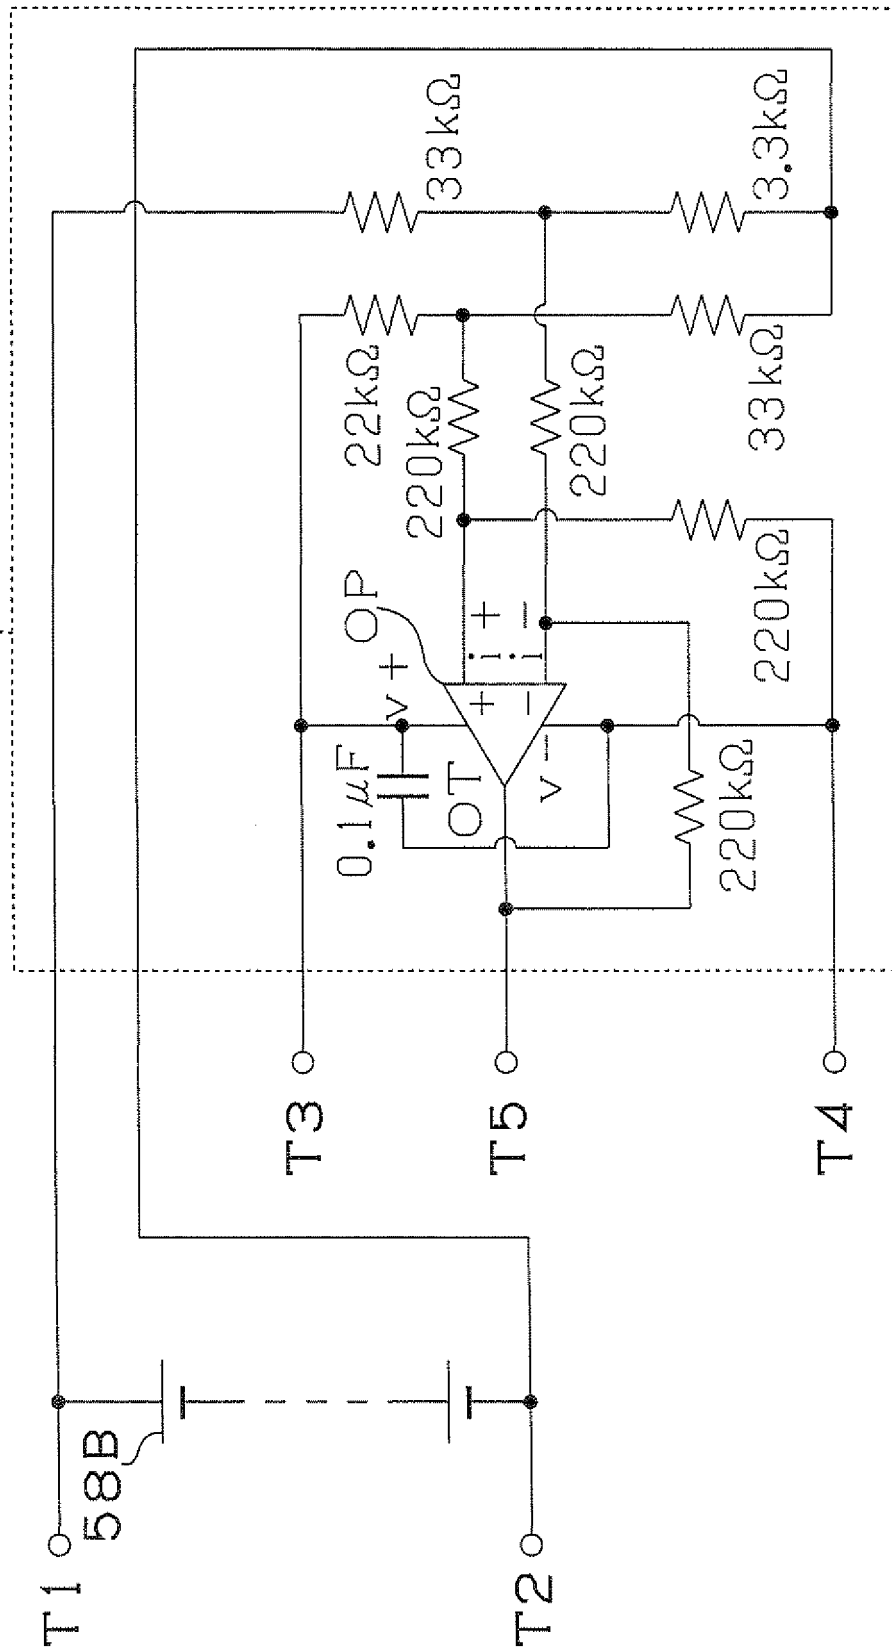 T1
58B
T2
T3
T5
T4
0.1μF
v+
OP
OT
v-
+
-
i+
i-
22kΩ
220kΩ
220kΩ
33kΩ
220kΩ
220kΩ
33kΩ
3.3kΩ